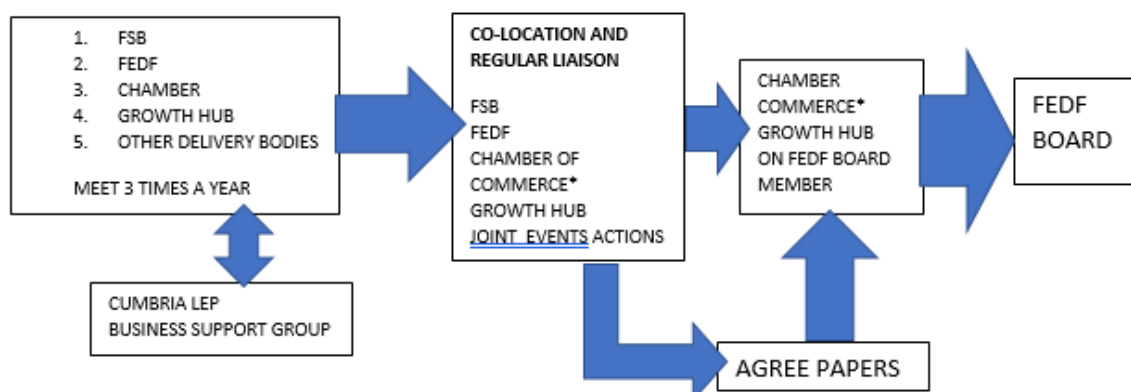 1. FSB
2. FEDF
3. CHAMBER
4. GROWTH HUB
5. OTHER DELIVERY BODIES
MEET 3 TIMES A YEAR
CUMBRIA LEP
BUSINESS SUPPORT GROUP
CO-LOCATION AND
REGULAR LIAISON
FSB
FEDF
CHAMBER OF
COMMERCE*
GROWTH HUB
JOINT EVENTS ACTIONS
AGREE PAPERS
CHAMBER
COMMERCE*
GROWTH HUB
ON FEDF BOARD
MEMBER
FEDF
BOARD